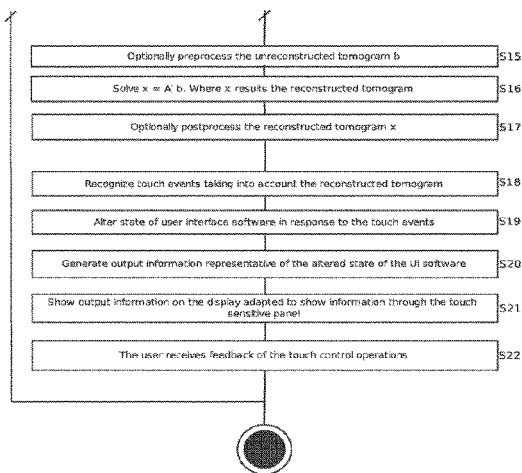 Optionally preprocess the unreconstructed tomogram b
S15
Solve x = A' b. Where x results the reconstructed tomogram
S16
Optionally postprocess the reconstructed tomogram x
S17
Recognize touch events taking into account the reconstructed tomogram
S18
Alter state of user interface software in response to the touch events
S19
Generate output information representative of the altered state of the UI software
S20
Show output information on the display adapted to show information through the touch
sensitive panel
S21
The user receives feedback of the touch control operations
S22